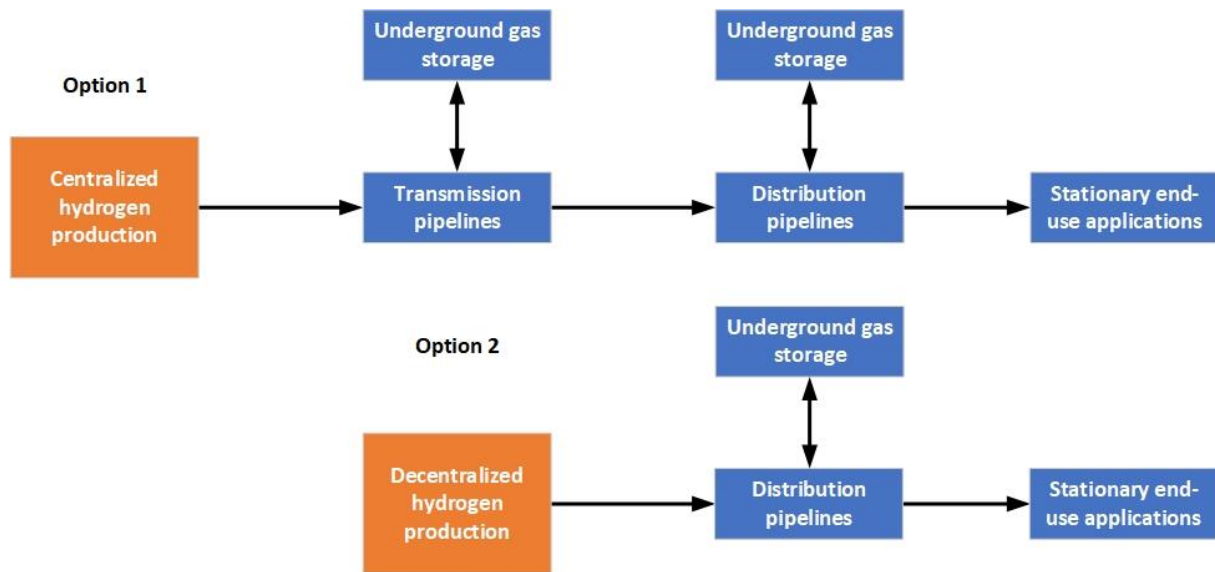 Underground gas
storage
Underground gas
storage
Option 1
Centralized
hydrogen
production
Transmission
pipelines
Distribution
pipelines
Stationary end-
use applications
Underground gas
storage
Option 2
Decentralized
hydrogen
production
Distribution
pipelines
Stationary end-
use applications